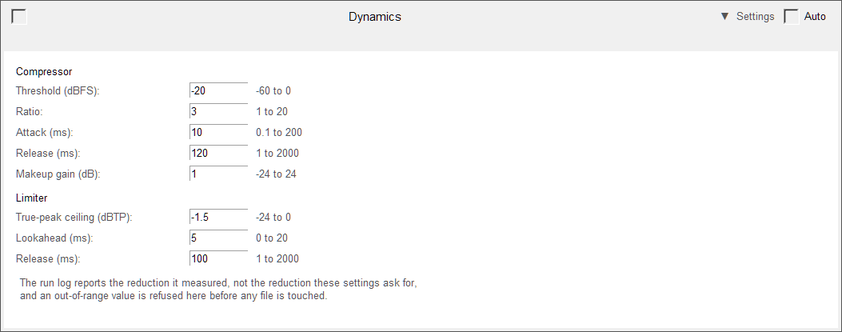 Dynamics
▼ Settings Auto
Compressor
Threshold (dBFS): -20 -60 to 0
Ratio: 3 1 to 20
Attack (ms): 10 0.1 to 200
Release (ms): 120 1 to 2000
Makeup gain (dB): 1 -24 to 24
Limiter
True-peak ceiling (dBTP): -1.5 -24 to 0
Lookahead (ms): 5 0 to 20
Release (ms): 100 1 to 2000
The run log reports the reduction it measured, not the reduction these settings ask for,
and an out-of-range value is refused here before any file is touched.